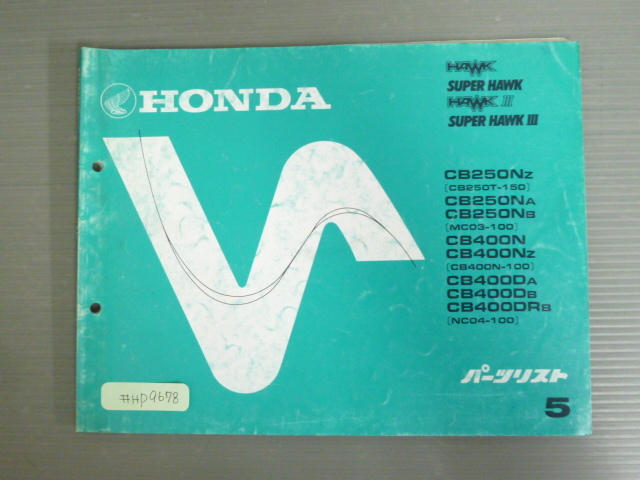 HONDA
HAWK
SUPER HAWK
HAWK III
SUPER HAWK III
CB250NZ
[CB250T-150]
CB250NA
CB250NB
[MC03-100]
CB400N
CB400NZ
[CB400N-100]
CB400DA
CB400DB
CB400DRB
[NC04-100]
パーツリスト
5
#HD9678